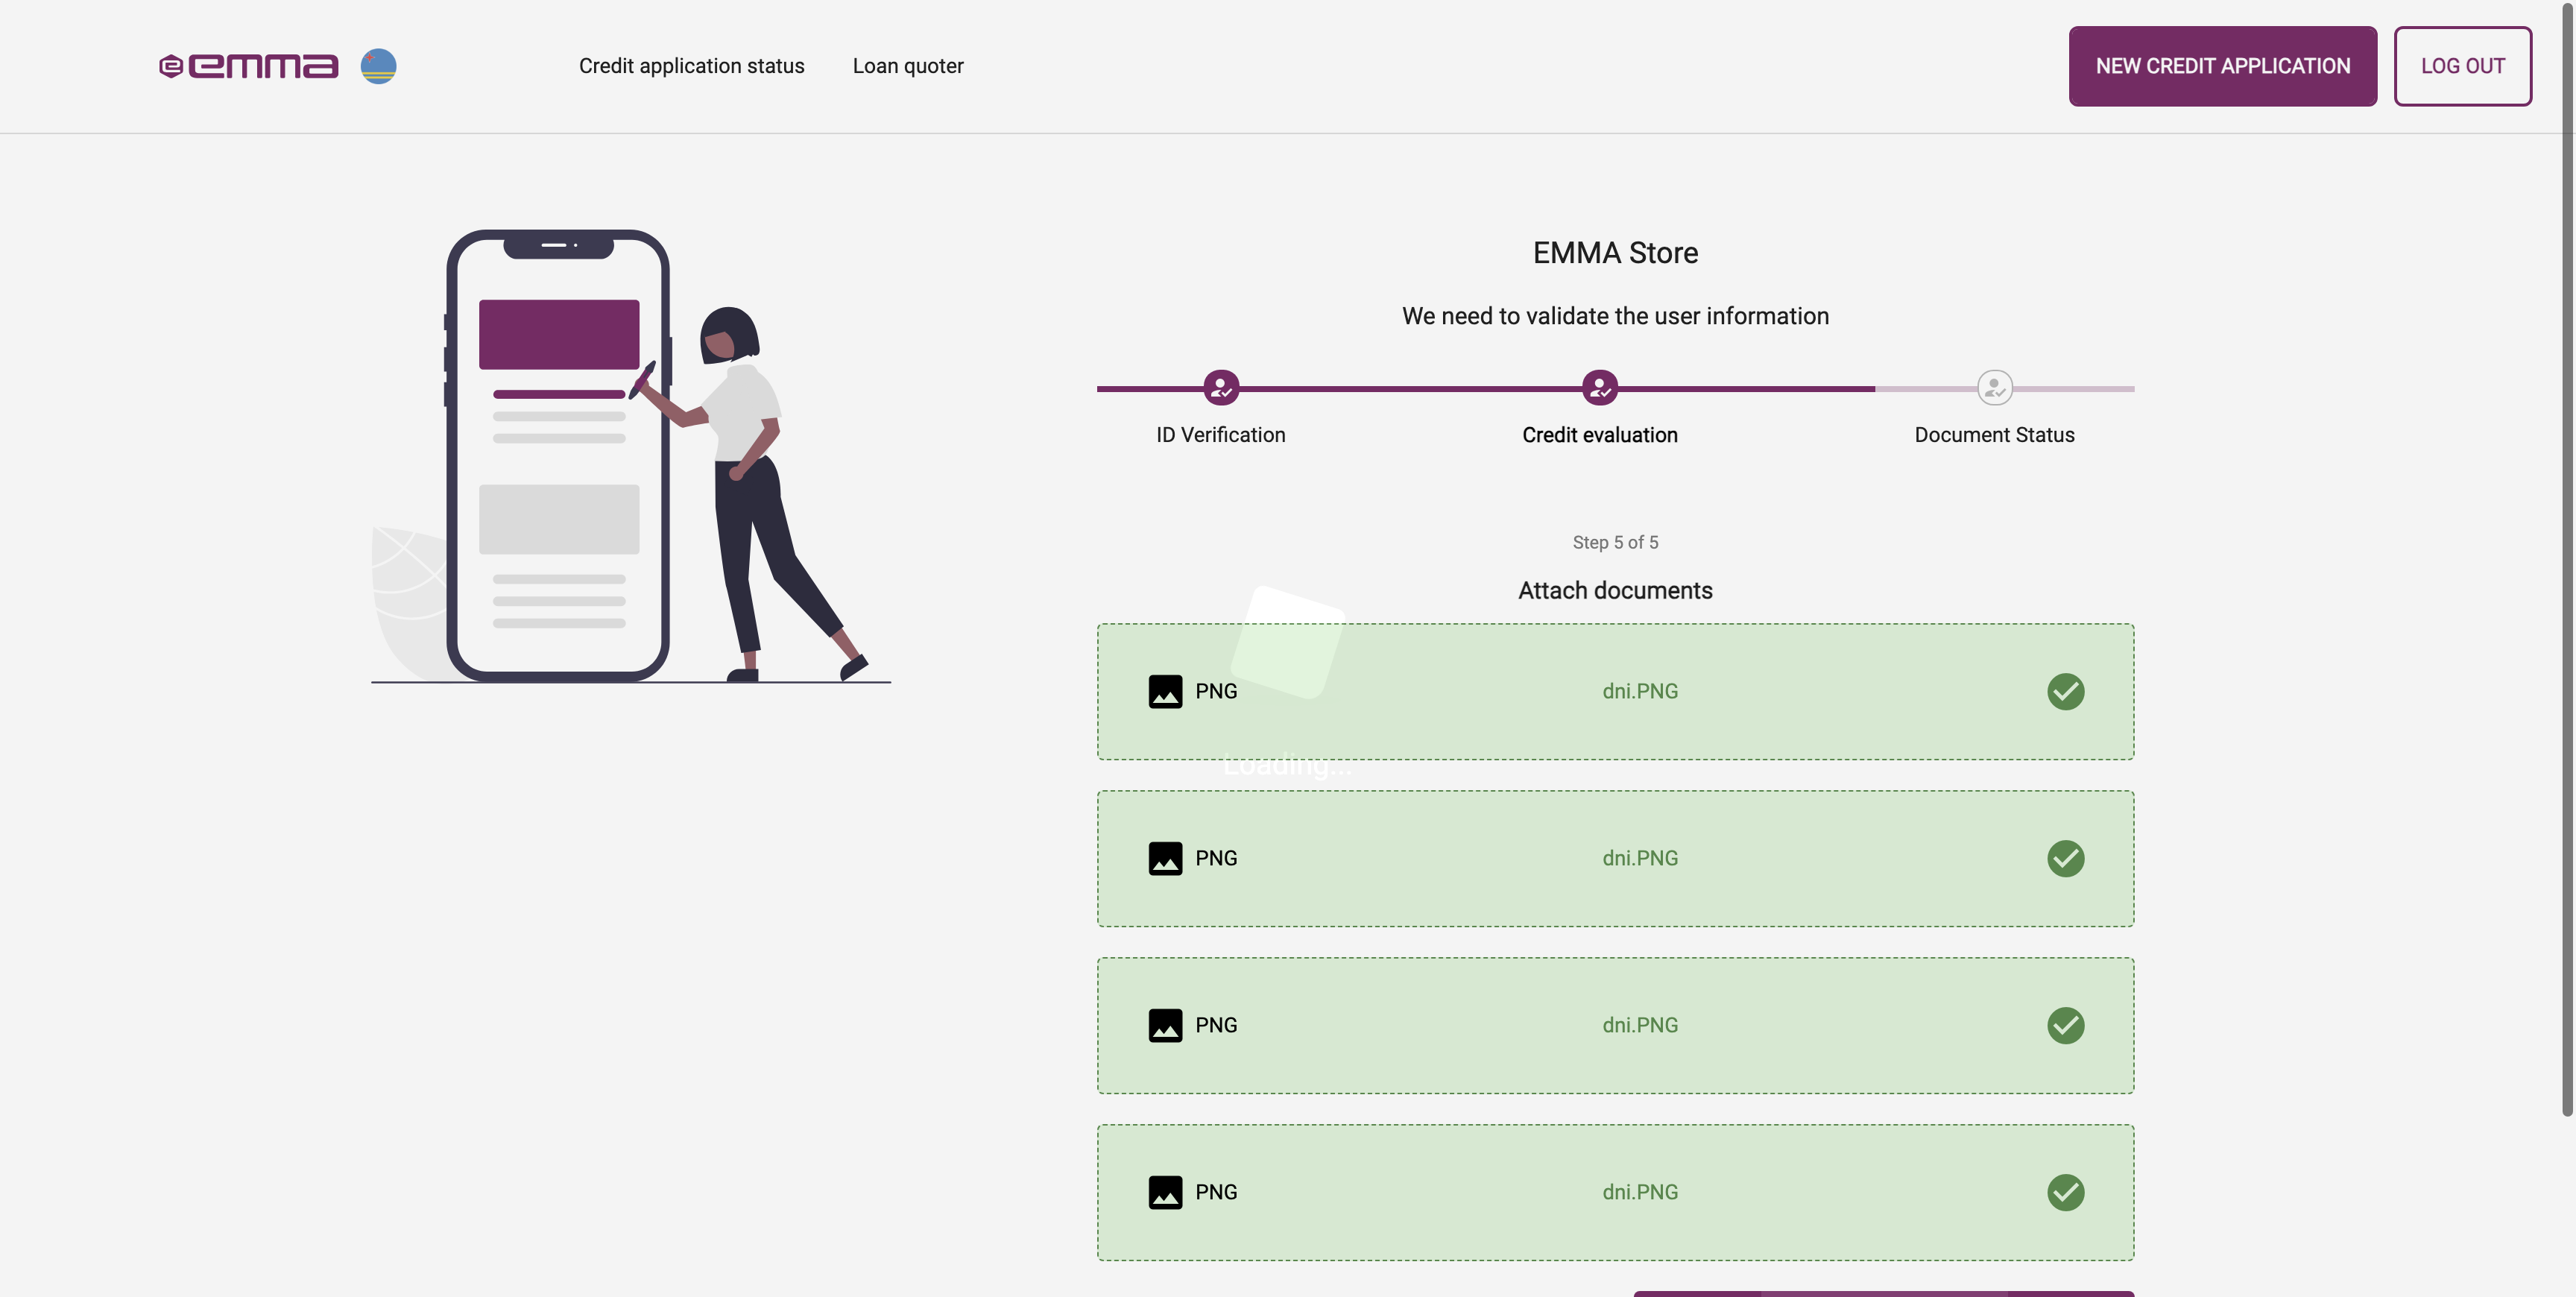 emma
Credit application status
Loan quoter
NEW CREDIT APPLICATION
LOG OUT
EMMA Store
We need to validate the user information
ID Verification
Credit evaluation
Document Status
Step 5 of 5
Attach documents
PNG
dni.PNG
Loading...
PNG
dni.PNG
PNG
dni.PNG
PNG
dni.PNG